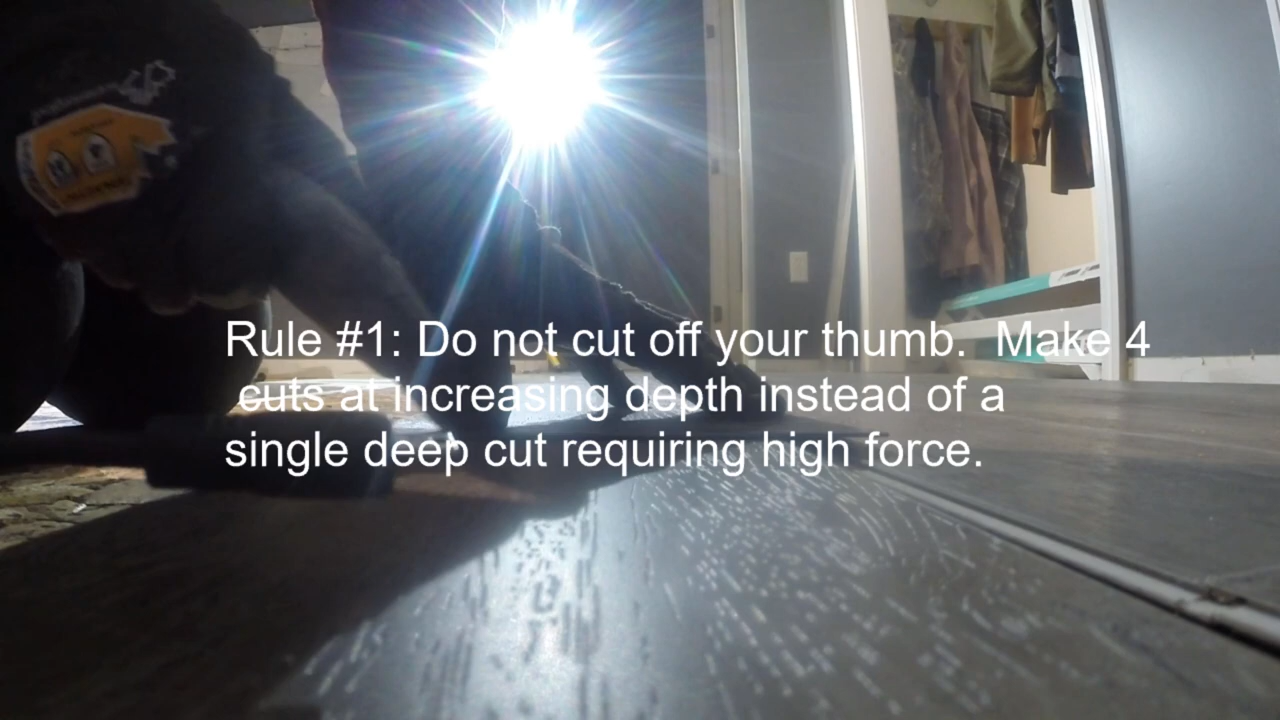 Rule #1: Do not cut off your thumb.  Make 4
cuts at increasing depth instead of a
single deep cut requiring high force.